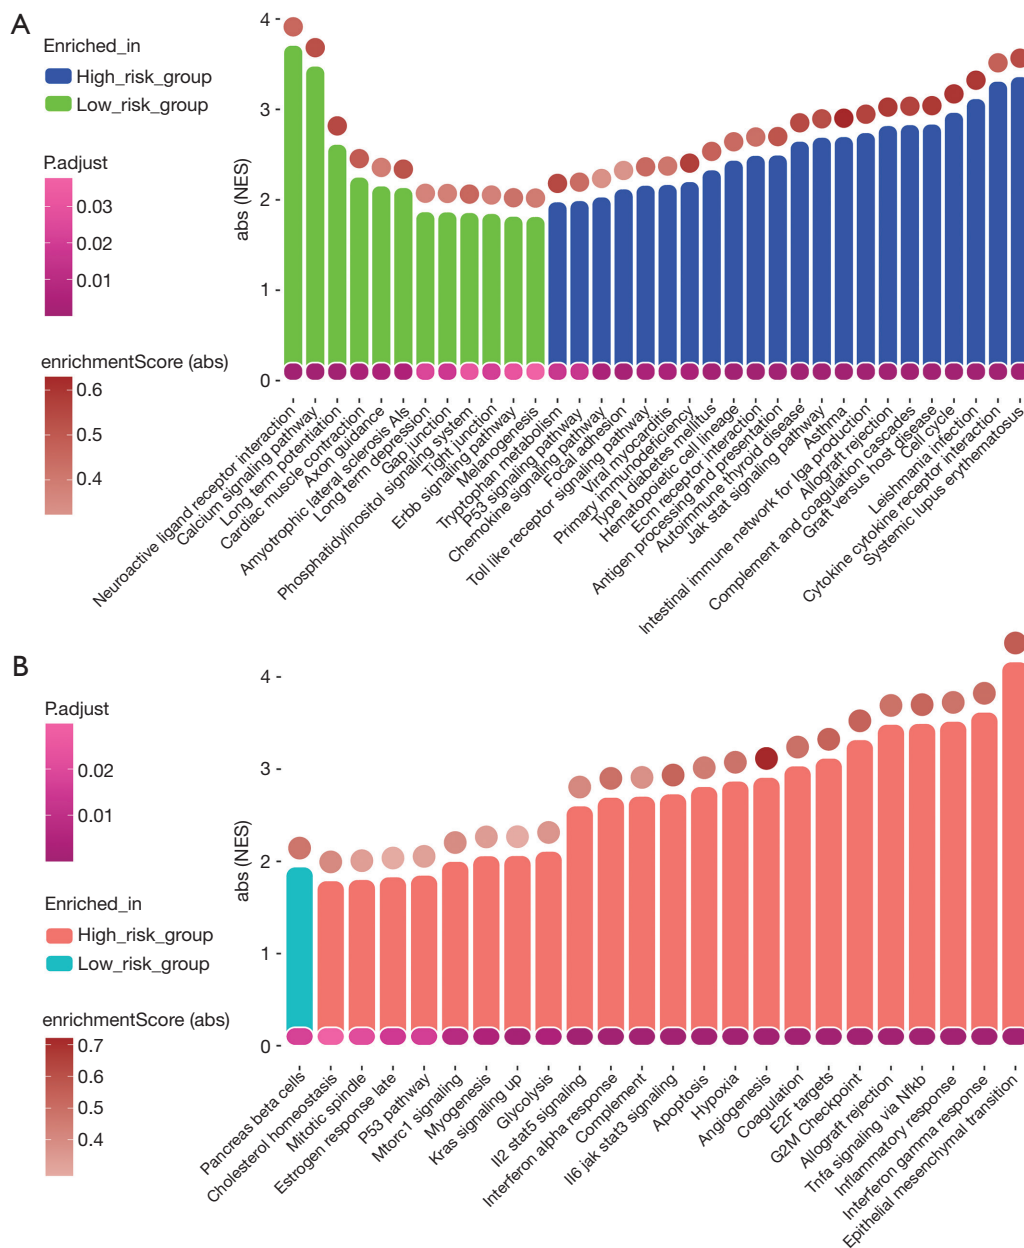 A
Enriched_in
High_risk_group
Low_risk_group
P.adjust
0.03
0.02
0.01
enrichmentScore (abs)
0.6
0.5
0.4
abs (NES)
4
3
2
1
0
Neuroactive ligand receptor interaction
Calcium signaling pathway
Long term potentiation
Cardiac muscle contraction
Axon guidance
Amyotrophic lateral sclerosis Als
Long term depression
Gap junction
Phosphatidylinositol signaling system
Tight junction
Erbb signaling pathway
Melanogenesis
Tryptophan metabolism
P53 signaling pathway
Chemokine signaling pathway
Focal adhesion
Toll like receptor signaling pathway
Viral myocarditis
Primary immunodeficiency
Type I diabetes mellitus
Hematopoietic cell lineage
Ecm receptor interaction
Antigen processing and presentation
Autoimmune thyroid disease
Jak stat signaling pathway
Asthma
Intestinal immune network for Iga production
Allograft rejection
Complement and coagulation cascades
Graft versus host disease
Cell cycle
Leishmania infection
Cytokine cytokine receptor interaction
Systemic lupus erythematosus
B
P.adjust
0.02
0.01
Enriched_in
High_risk_group
Low_risk_group
enrichmentScore (abs)
0.7
0.6
0.5
0.4
abs (NES)
4
3
2
1
0
Pancreas beta cells
Cholesterol homeostasis
Mitotic spindle
Estrogen response late
P53 pathway
Mtorc1 signaling
Myogenesis
Kras signaling up
Glycolysis
Il2 stat5 signaling
Interferon alpha response
Complement
Il6 jak stat3 signaling
Apoptosis
Hypoxia
Angiogenesis
Coagulation
E2F targets
G2M Checkpoint
Allograft rejection
Tnfa signaling via Nfkb
Inflammatory response
Interferon gamma response
Epithelial mesenchymal transition